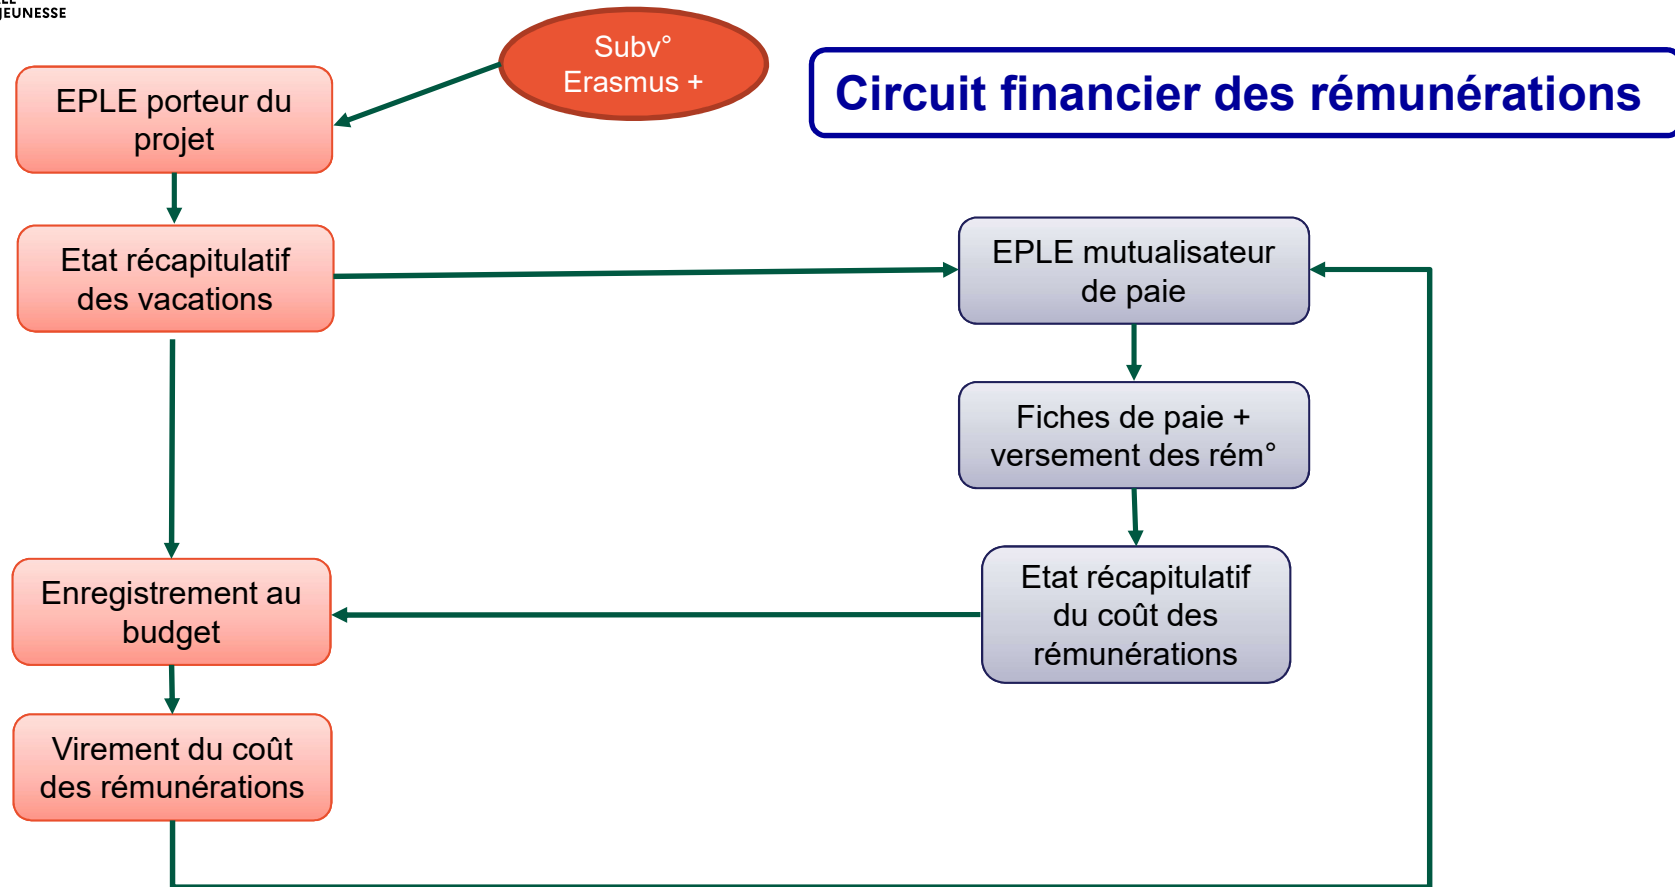 JEUNESSE
Subv°
Erasmus +
Circuit financier des rémunérations
EPLE porteur du
projet
Etat récapitulatif
des vacations
EPLE mutualisateur
de paie
Fiches de paie +
versement des rém°
Enregistrement au
budget
Etat récapitulatif
du coût des
rémunérations
Virement du coût
des rémunérations